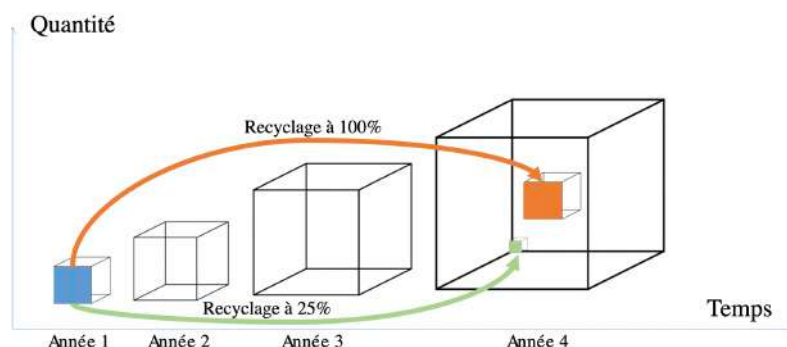 Quantité
Recyclage à 100%
Recyclage à 25%
Temps
Année 1
Année 2
Année 3
Année 4